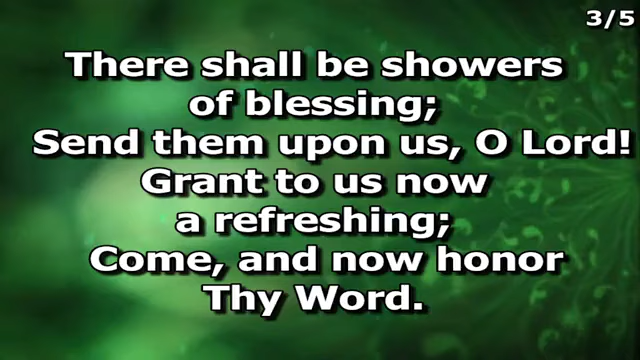 3/5
There shall be showers
of blessing;
Send them upon us, O Lord!
Grant to us now
a refreshing;
Come, and now honor
Thy Word.